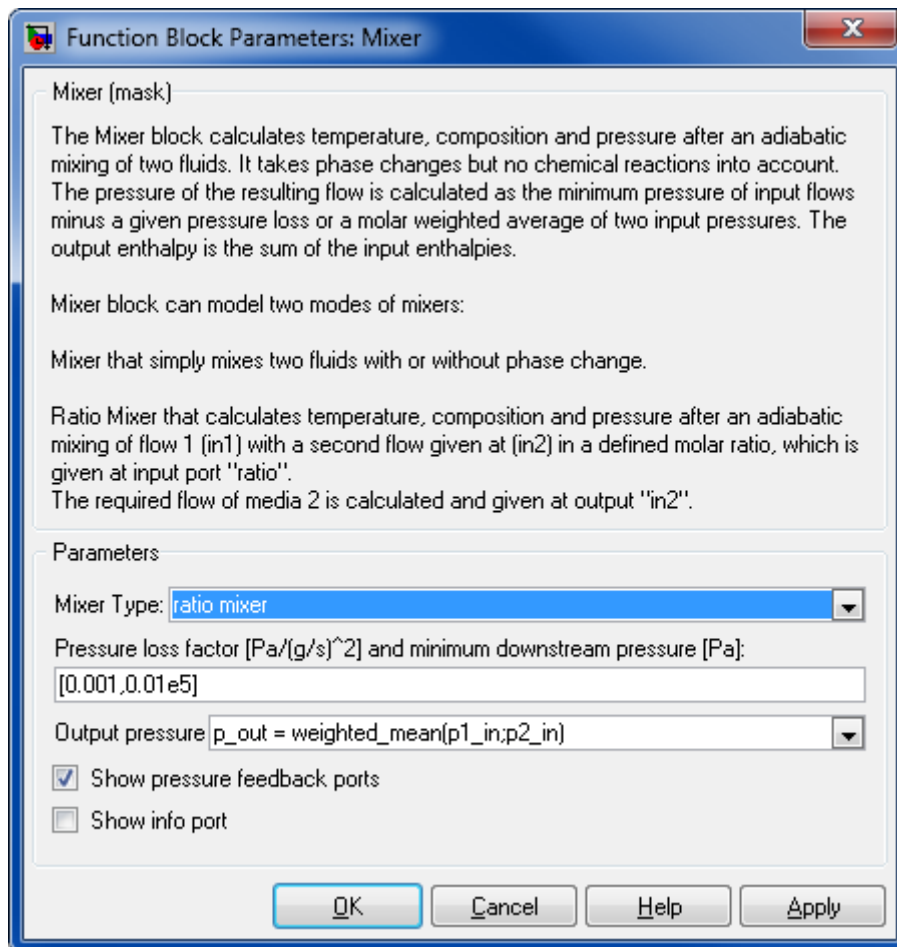 Function Block Parameters: Mixer
Mixer (mask)
The Mixer block calculates temperature, composition and pressure after an adiabatic
mixing of two fluids. It takes phase changes but no chemical reactions into account.
The pressure of the resulting flow is calculated as the minimum pressure of input flows
minus a given pressure loss or a molar weighted average of two input pressures. The
output enthalpy is the sum of the input enthalpies.
Mixer block can model two modes of mixers:
Mixer that simply mixes two fluids with or without phase change.
Ratio Mixer that calculates temperature, composition and pressure after an adiabatic
mixing of flow 1 (in1) with a second flow given at (in2) in a defined molar ratio, which is
given at input port "ratio".
The required flow of media 2 is calculated and given at output "in2".
Parameters
Mixer Type: ratio mixer
Pressure loss factor [Pa/(g/s)^2] and minimum downstream pressure [Pa]:
[0.001,0.01e5]
Output pressure p_out = weighted_mean(p1_in;p2_in)
Show pressure feedback ports
Show info port
OK Cancel Help Apply